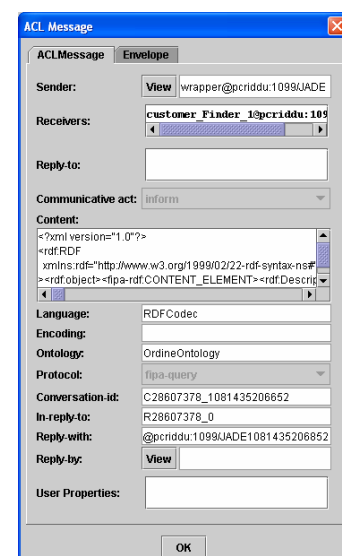 ACL Message
ACLMessage Envelope
Sender: View wrapper@pcriddu:1099/JADE
Receivers: customer_Finder_1@pcriddu:109
Reply-to:
Communicative act: inform
Content:
<?xml version="1.0"?>
<rdf:RDF
xmlns:rdf="http://www.w3.org/1999/02/22-rdf-syntax-ns#"
><rdf:object><fipa-rdf:CONTENT_ELEMENT><rdf:Descrip
Language: RDFCodec
Encoding:
Ontology: OrdineOntology
Protocol: fipa-query
Conversation-id: C28607378_1081435206652
In-reply-to: R28607378_0
Reply-with: @pcriddu:1099/JADE1081435206852
Reply-by: View
User Properties:
OK